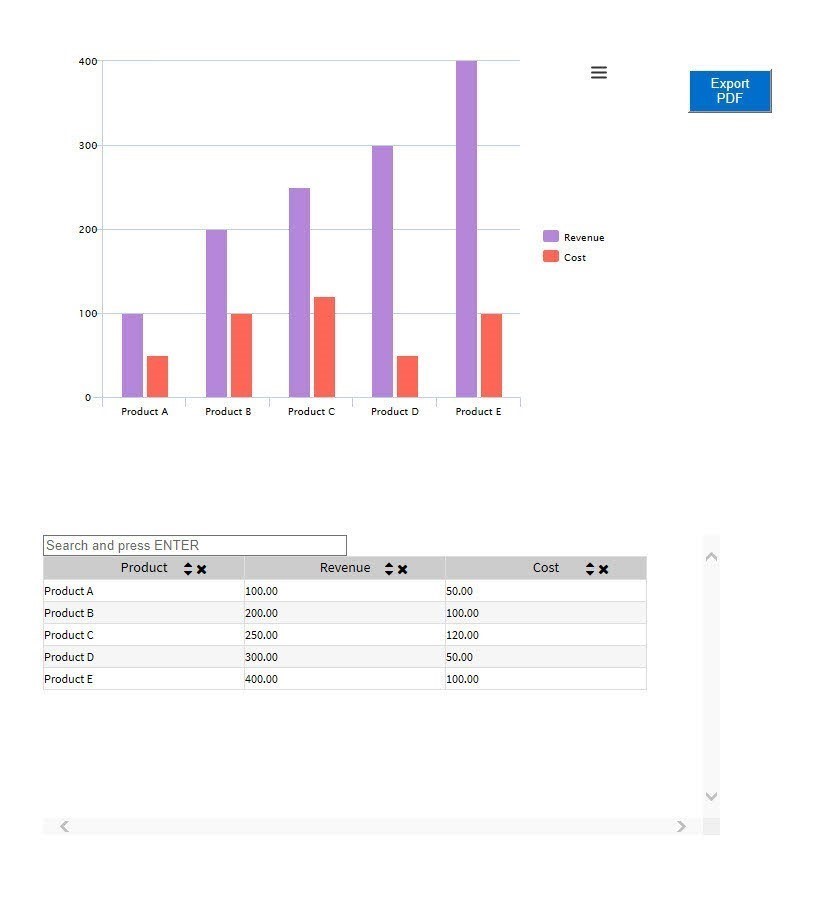 400
300
200
100
0
Product A Product B Product C Product D Product E
Revenue
Cost
Export
PDF
Search and press ENTER
Product Revenue Cost
Product A 100.00 50.00
Product B 200.00 100.00
Product C 250.00 120.00
Product D 300.00 50.00
Product E 400.00 100.00